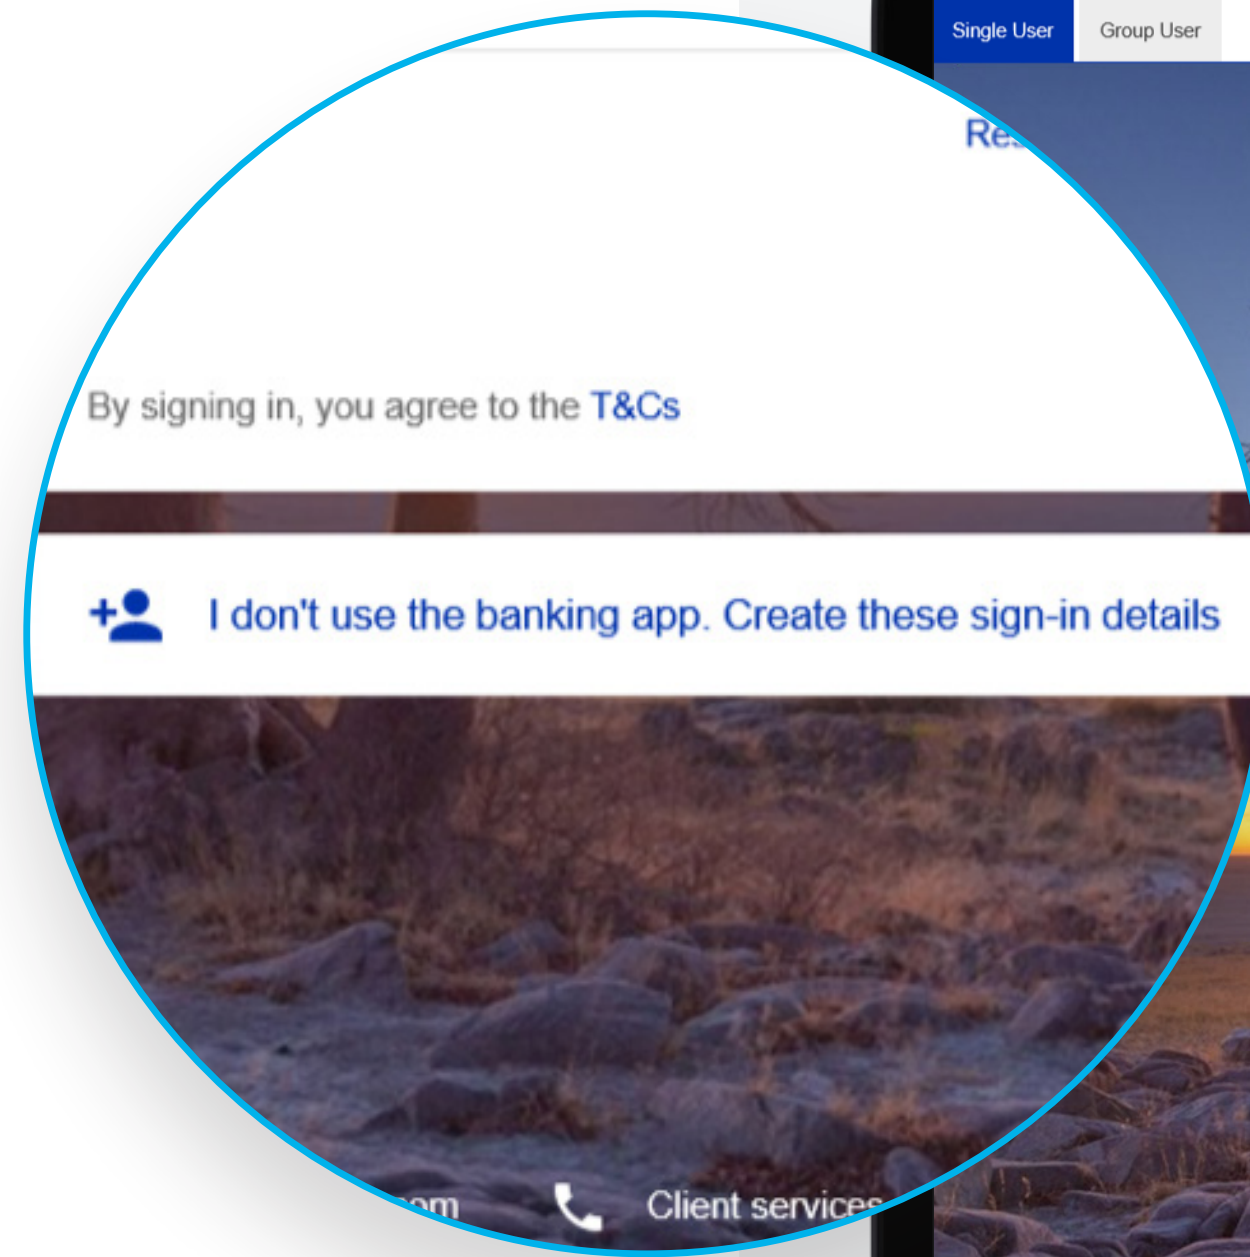 Single User
Group User
By signing in, you agree to the T&Cs
I don't use the banking app. Create these sign-in details
Client services